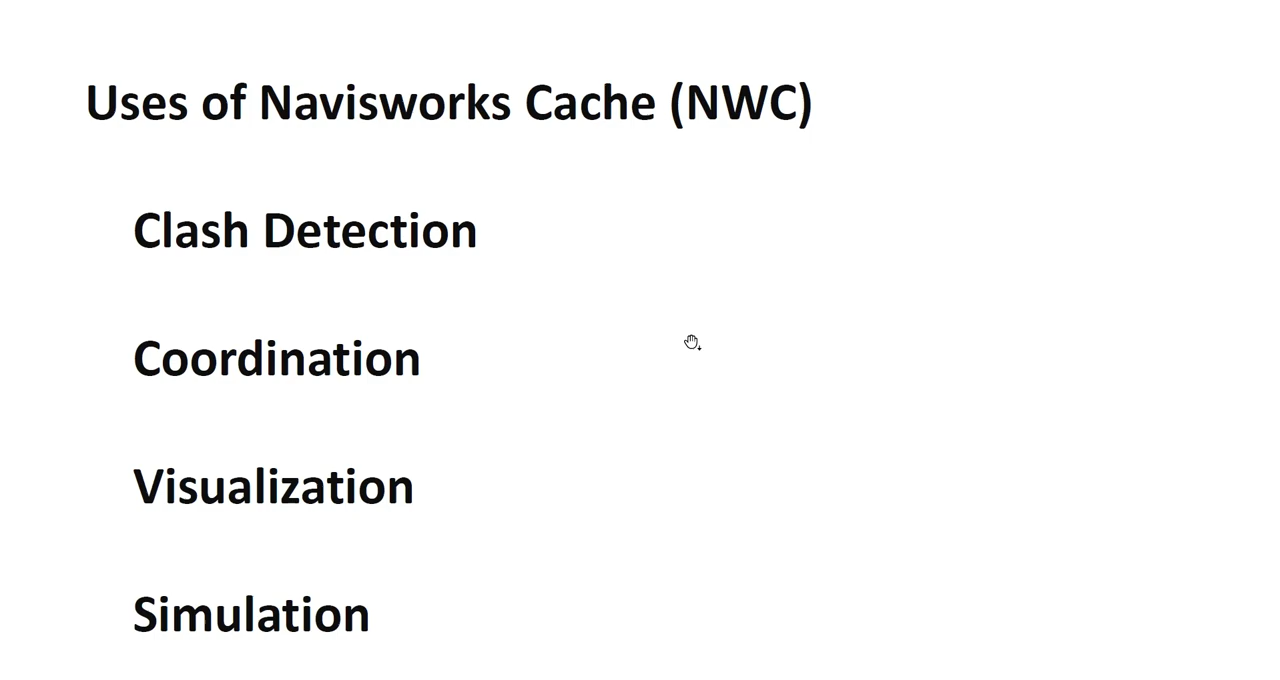 Uses of Navisworks Cache (NWC)
Clash Detection
Coordination
Visualization
Simulation